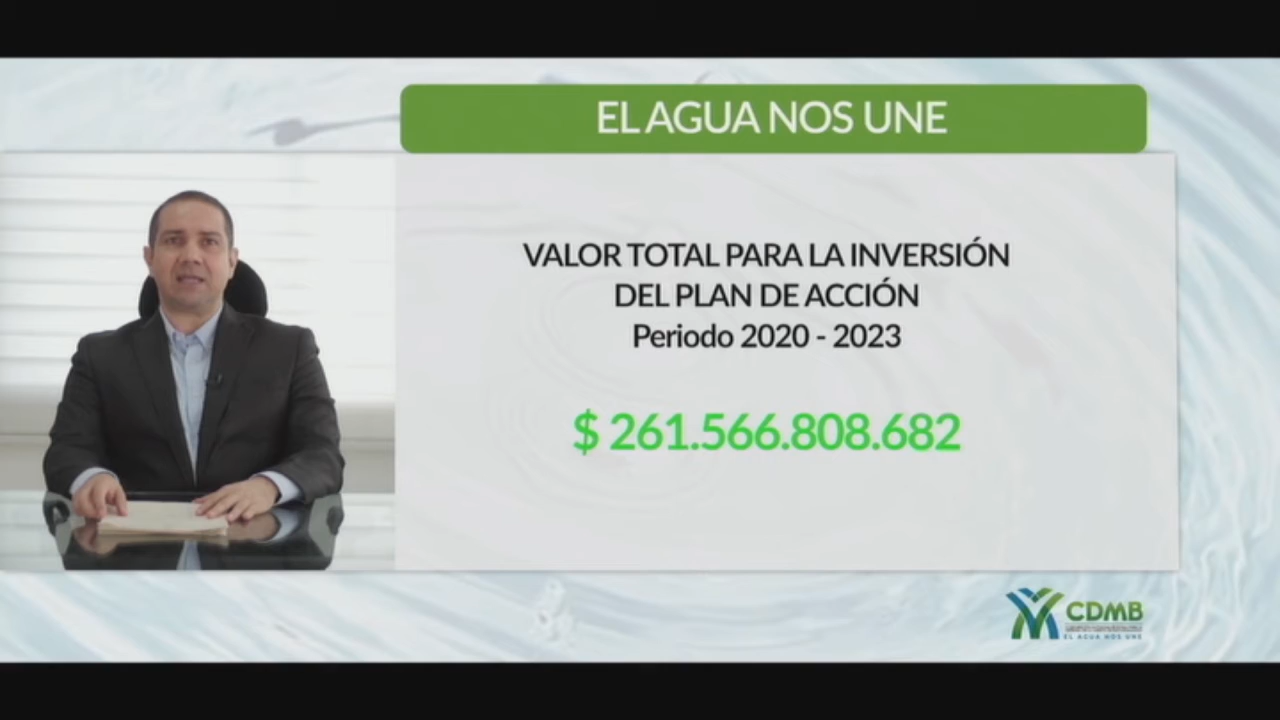 EL AGUA NOS UNE
VALOR TOTAL PARA LA INVERSIÓN
DEL PLAN DE ACCIÓN
Periodo 2020 - 2023
$ 261.566.808.682
CDMB
EL AGUA NOS UNE